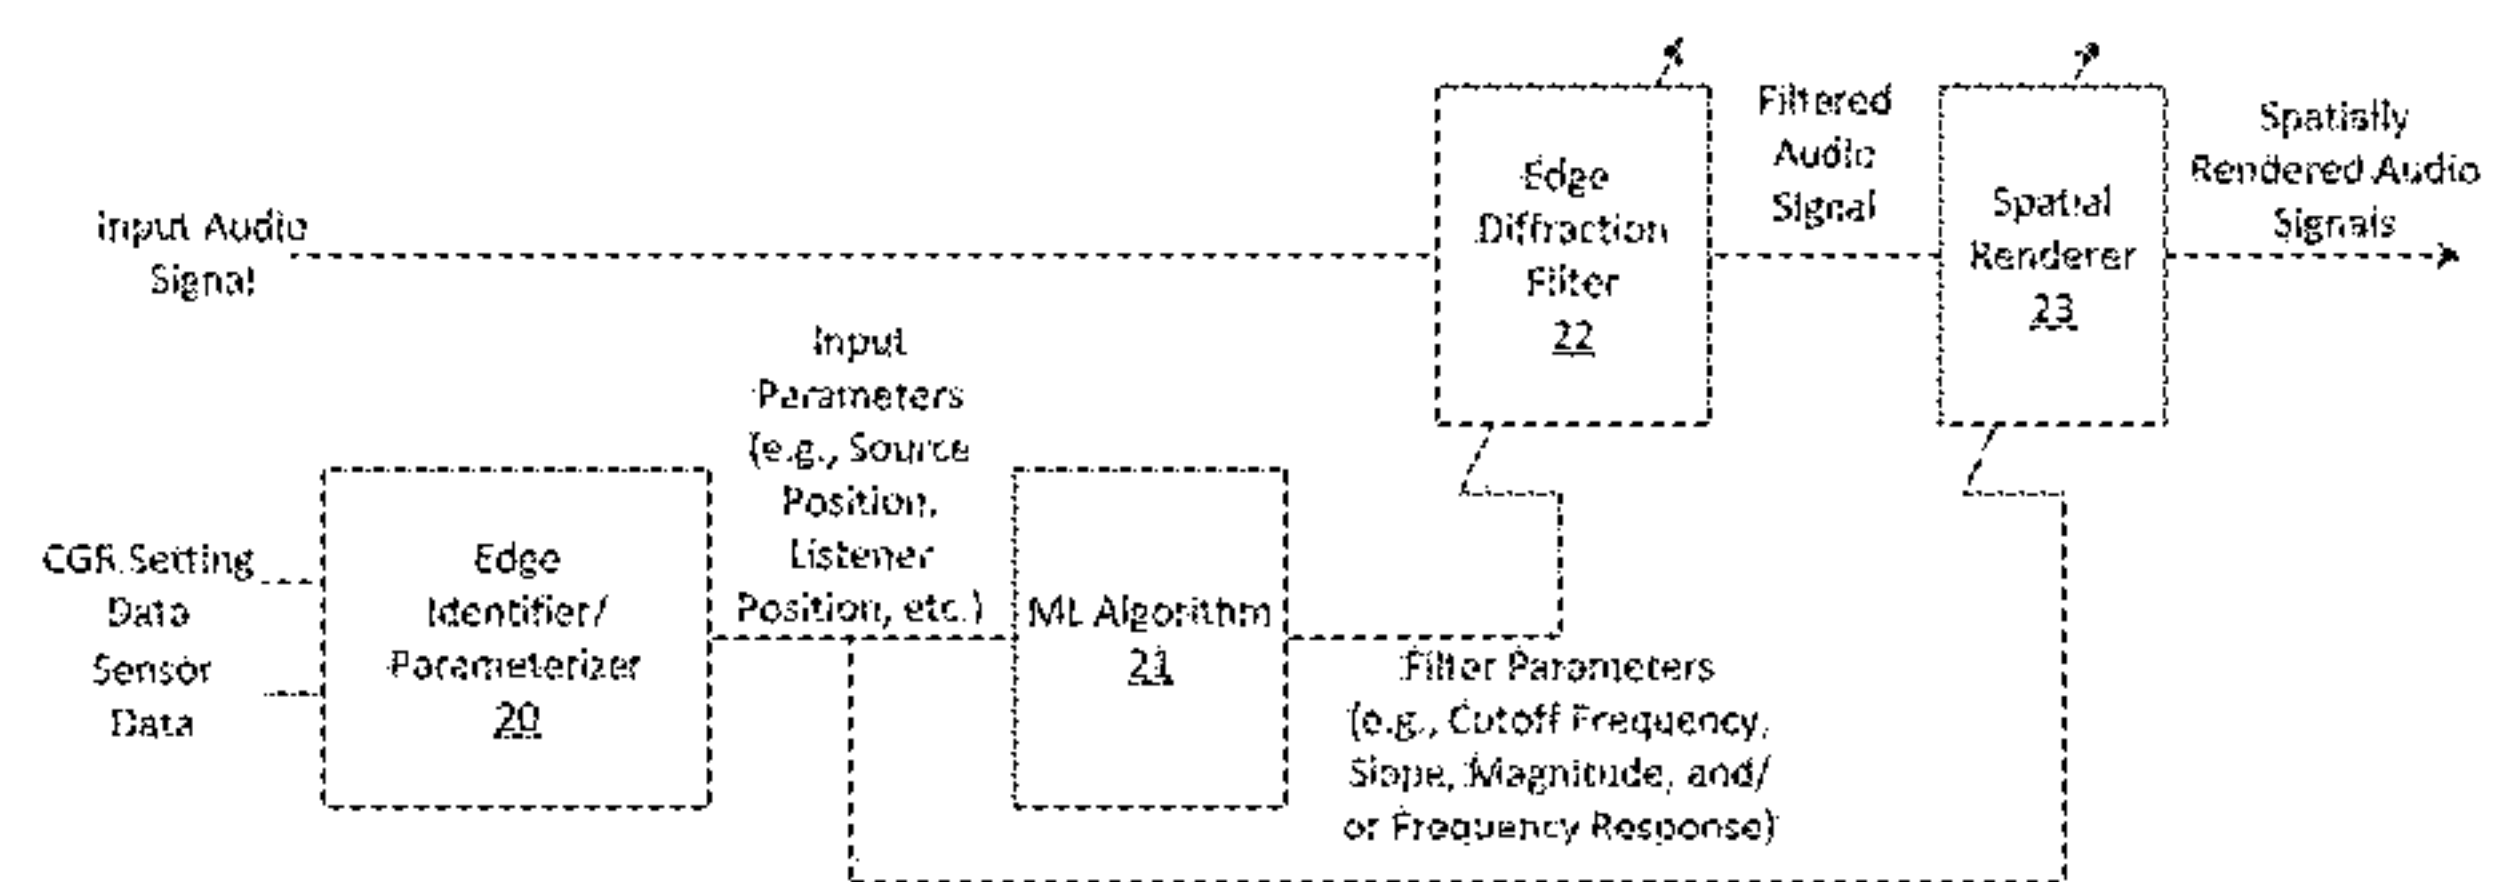 Input Audio
Signal
Edge
Diffraction
Filter
22
Filtered
Audio
Signal
Spatial
Renderer
23
Spatially
Rendered Audio
Signals
CGR Setting
Data
Sensor
Data
Edge
Identifier/
Parameterizer
20
Input
Parameters
(e.g., Source
Position,
Listener
Position, etc.)
ML Algorithm
21
Filter Parameters
(e.g., Cutoff Frequency,
Slope, Magnitude, and/
or Frequency Response)